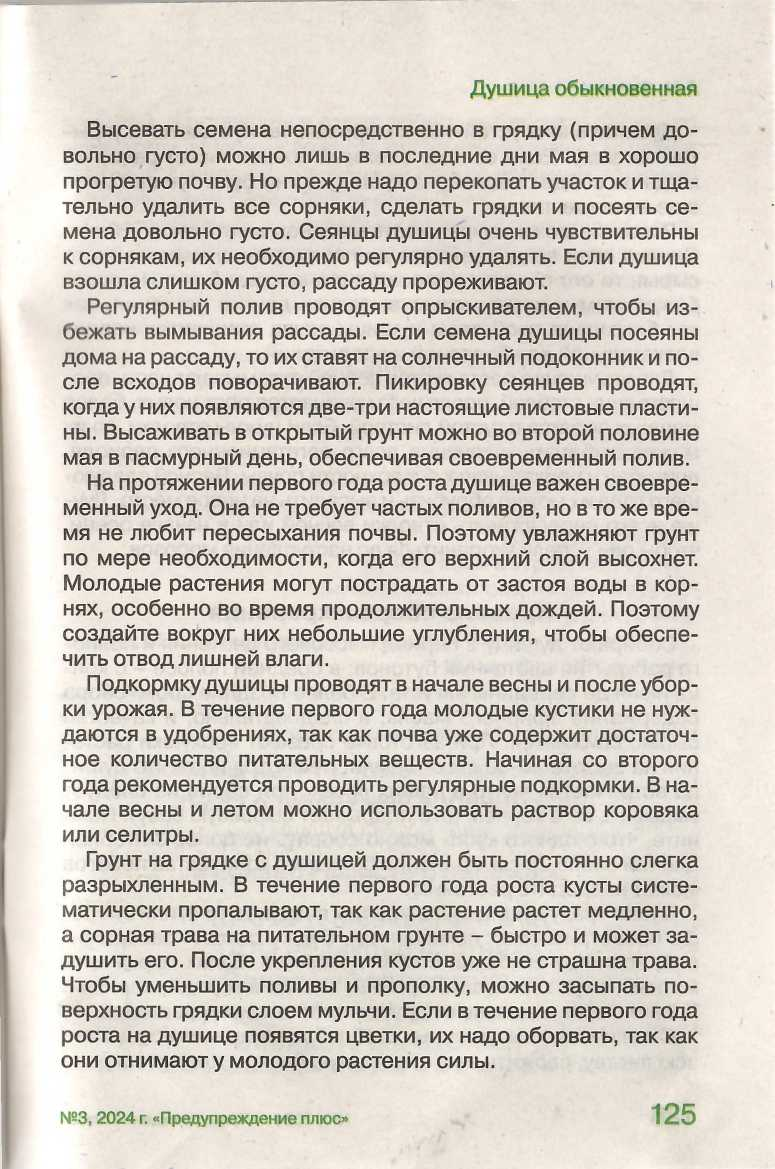 Душица обыкновенная
Высевать семена непосредственно в грядку (причем до-
вольно густо) можно лишь в последние дни мая в хорошо
прогретую почву. Но прежде надо перекопать участок и тща-
тельно удалить все сорняки, сделать грядки и посеять се-
мена довольно густо. Сеянцы душицы очень чувствительны
к сорнякам, их необходимо регулярно удалять. Если душица
взошла слишком густо, рассаду прореживают.
Регулярный полив проводят опрыскивателем, чтобы из-
бежать вымывания рассады. Если семена душицы посеяны
дома на рассаду, то их ставят на солнечный подоконник и по-
сле всходов поворачивают. Пикировку сеянцев проводят,
когда у них появляются две-три настоящие листовые пласти-
ны. Высаживать в открытый грунт можно во второй половине
мая в пасмурный день, обеспечивая своевременный полив.
На протяжении первого года роста душице важен своевре-
менный уход. Она не требует частых поливов, но в то же вре-
мя не любит пересыхания почвы. Поэтому увлажняют грунт
по мере необходимости, когда его верхний слой высохнет.
Молодые растения могут пострадать от застоя воды в кор-
нях, особенно во время продолжительных дождей. Поэтому
создайте вокруг них небольшие углубления, чтобы обеспе-
чить отвод лишней влаги.
Подкормку душицы проводят в начале весны и после убор-
ки урожая. В течение первого года молодые кустики не нуж-
даются в удобрениях, так как почва уже содержит достаточ-
ное количество питательных веществ. Начиная со второго
года рекомендуется проводить регулярные подкормки. В на-
чале весны и летом можно использовать раствор коровяка
или селитры.
Грунт на грядке с душицей должен быть постоянно слегка
разрыхленным. В течение первого года роста кусты систе-
матически пропалывают, так как растение растет медленно,
а сорная трава на питательном грунте – быстро и может за-
душить его. После укрепления кустов уже не страшна трава.
Чтобы уменьшить поливы и прополку, можно засыпать по-
верхность грядки слоем мульчи. Если в течение первого года
роста на душице появятся цветки, их надо оборвать, так как
они отнимают у молодого растения силы.
№3, 2024 г. «Предупреждение плюс» 125